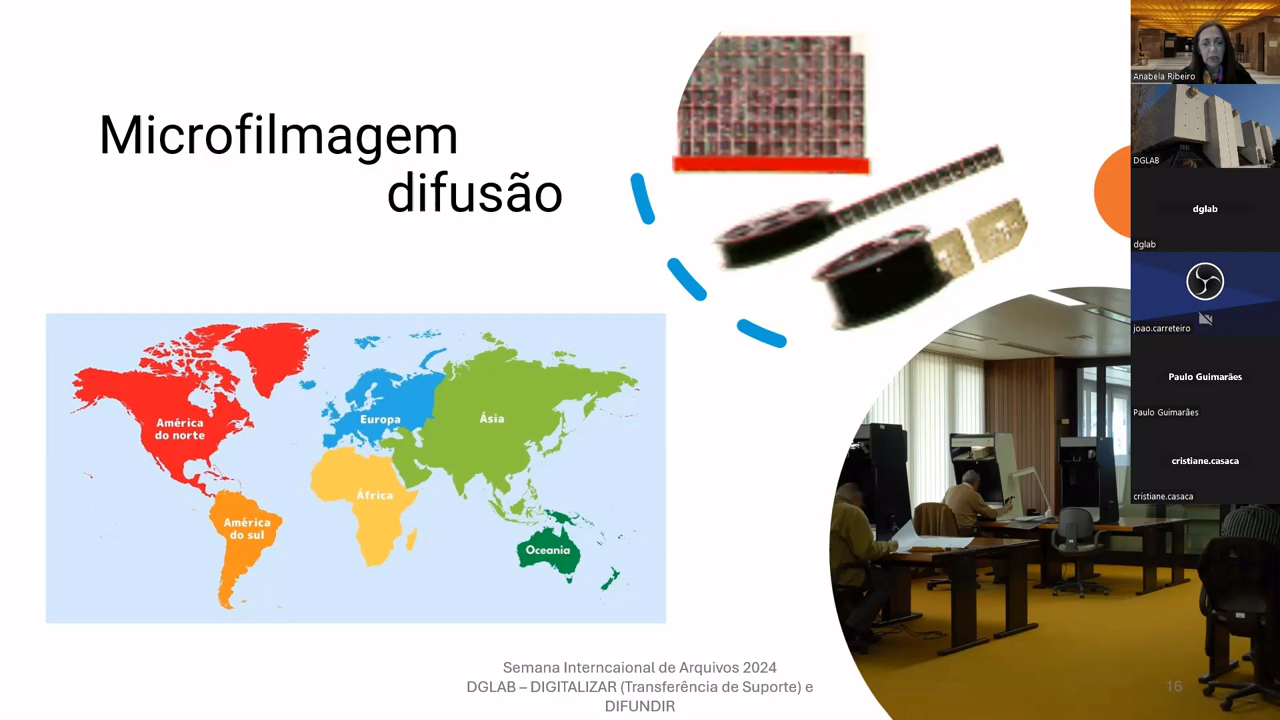 Microfilmagem
difusão
América
do norte
Europa
Ásia
África
América
do sul
Oceania
Semana Interncaional de Arquivos 2024
DGLAB – DIGITALIZAR (Transferência de Suporte) e
DIFUNDIR
16
Anabela Ribeiro
DGLAB
dglab
dglab
joao.carreteiro
Paulo Guimarães
Paulo Guimarães
cristiane.casaca
cristiane.casaca